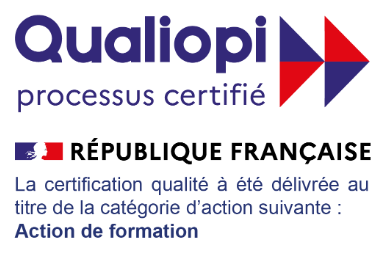 Qualiopi
processus certifié
RÉPUBLIQUE FRANÇAISE
La certification qualité à été délivrée au
titre de la catégorie d'action suivante :
Action de formation